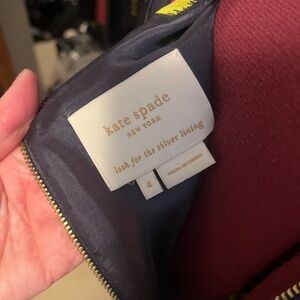 kate spade
NEW YORK
look for the silver lining
4
MADE IN CHINA